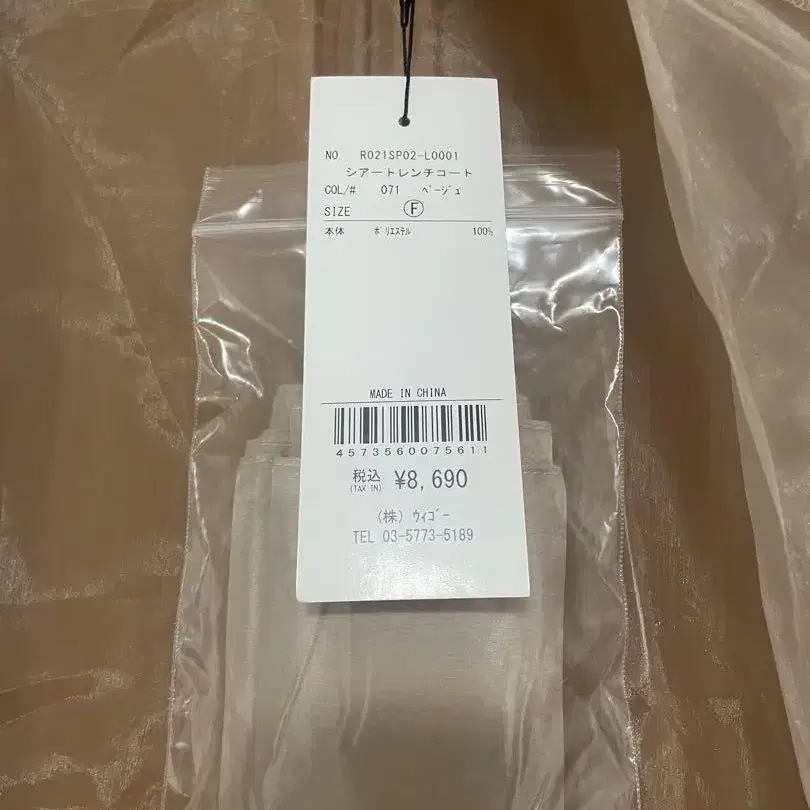 NO R021SP02-L0001
シアートレンチコート
COL/# 071 ﾍﾞｰｼﾞｭ
SIZE Ⓕ
本体 ﾎﾟﾘｴｽﾃﾙ 100%
MADE IN CHINA
4573560075611
税込 ¥8,690
(TAX IN)
(株) ｳｨｺﾞｰ
TEL 03-5773-5189